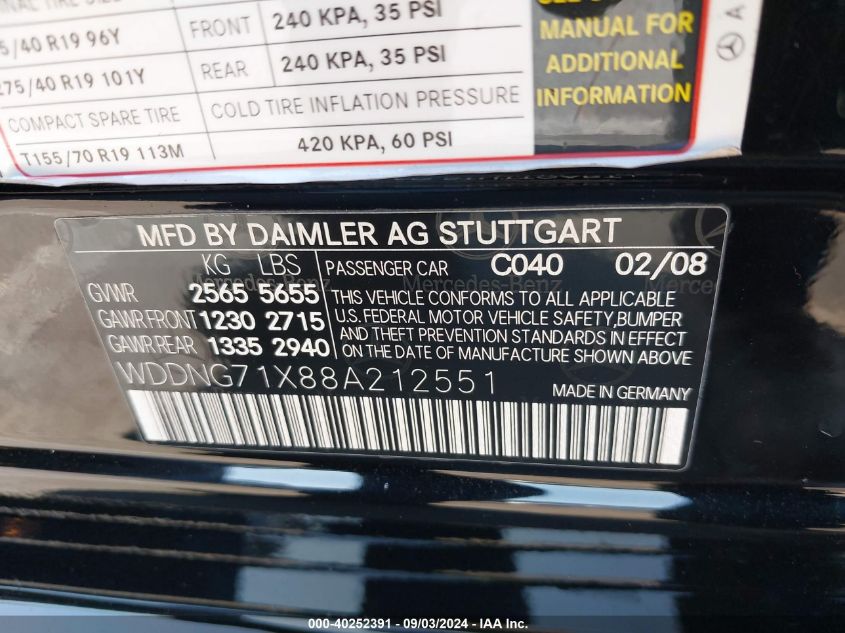 FRONT 240 KPA, 35 PSI
5/40 R19 96Y
275/40 R19 101Y REAR 240 KPA, 35 PSI
COMPACT SPARE TIRE COLD TIRE INFLATION PRESSURE
T155/70 R19 113M 420 KPA, 60 PSI
MANUAL FOR
ADDITIONAL
INFORMATION
A
MFD BY DAIMLER AG STUTTGART
KG LBS PASSENGER CAR C040 02/08
GVWR 2565 5655 THIS VEHICLE CONFORMS TO ALL APPLICABLE
GAWR FRONT 1230 2715 U.S. FEDERAL MOTOR VEHICLE SAFETY, BUMPER
GAWR REAR 1335 2940 AND THEFT PREVENTION STANDARDS IN EFFECT
ON THE DATE OF MANUFACTURE SHOWN ABOVE
WDDNG71X88A212551
MADE IN GERMANY
Mercedes-Benz
000-40252391 - 09/03/2024 - IAA Inc.